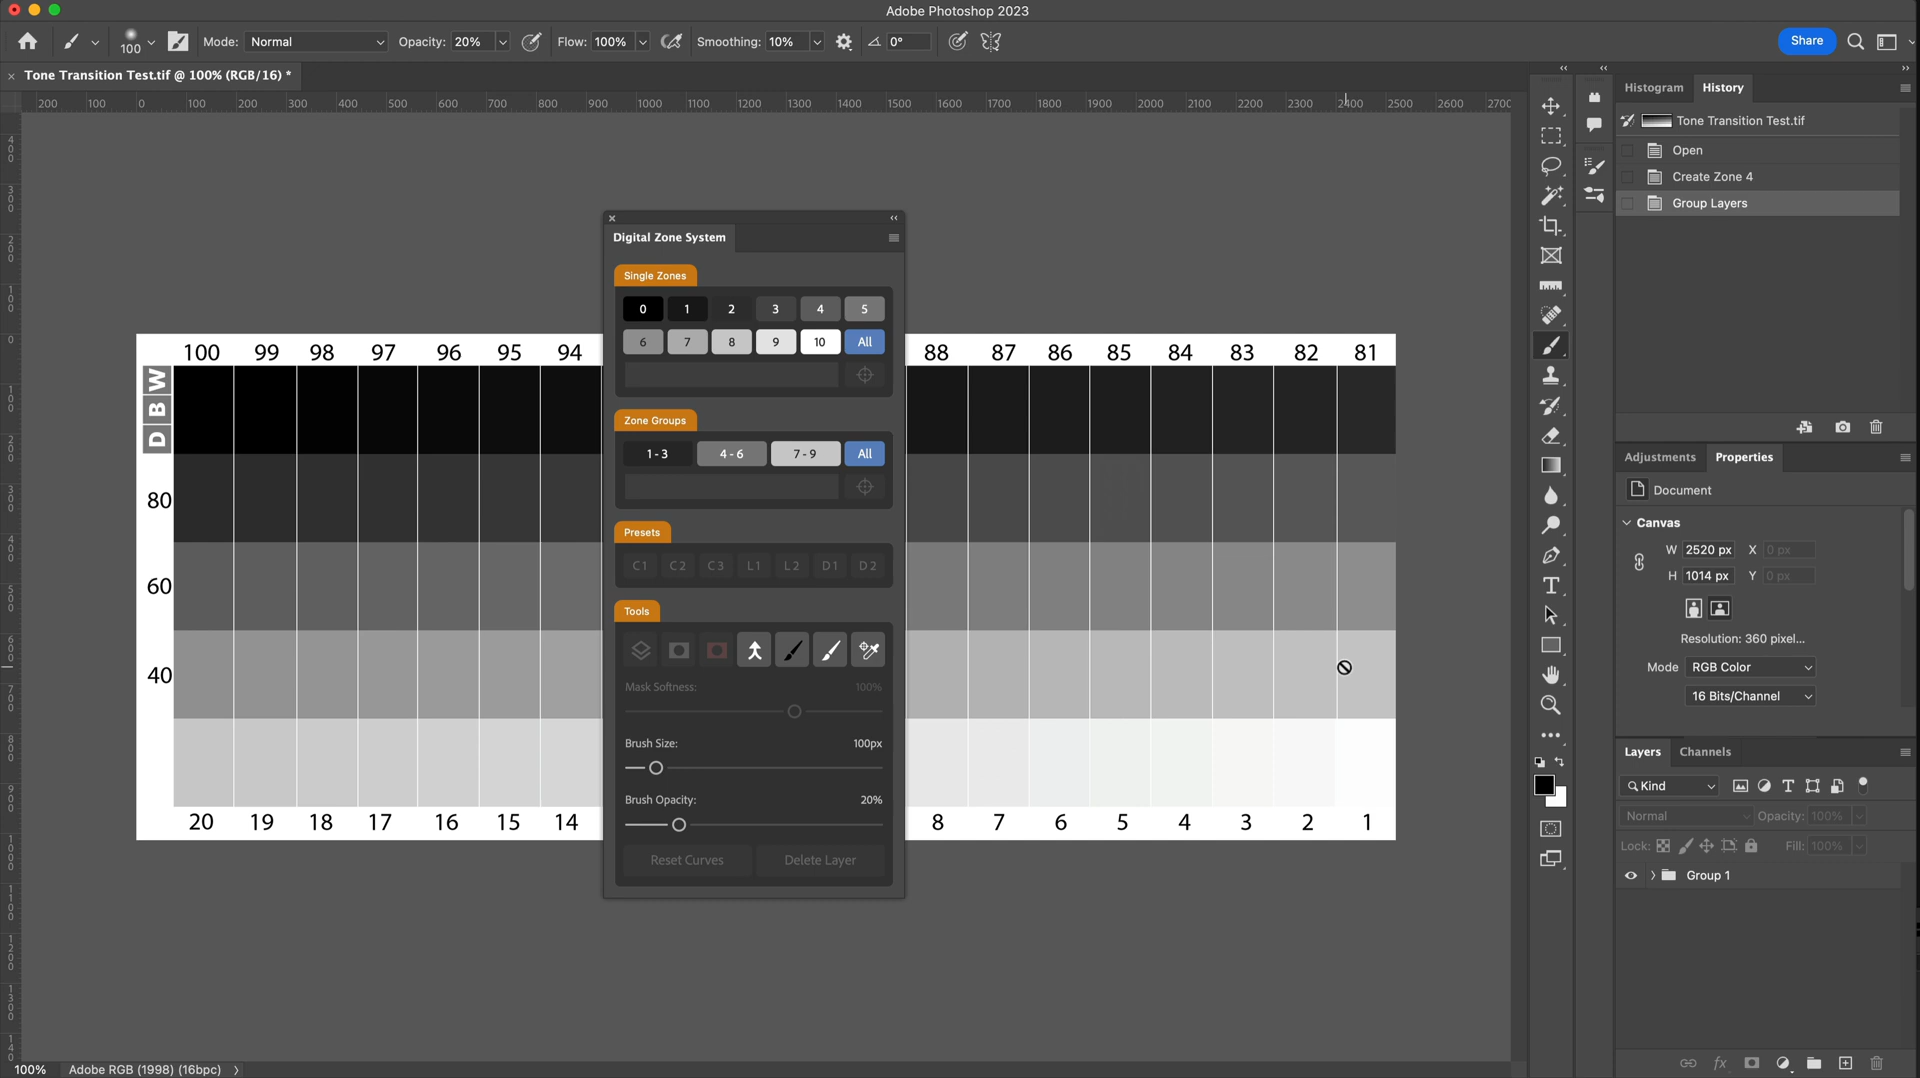 Adobe Photoshop 2023
100 Mode: Normal Opacity: 20% Flow: 100% Smoothing: 10% 0° Share
Tone Transition Test.tif @ 100% (RGB/16) *
200 100 0 100 200 300 400 500 600 700 800 900 1000 1100 1200 1300 1400 1500 1600 1700 1800 1900 2000 2100 2200 2300 2400 2500 2600 2700
100 99 98 97 96 95 94 88 87 86 85 84 83 82 81
D B W
80
60
40
20 19 18 17 16 15 14 8 7 6 5 4 3 2 1
Digital Zone System
Single Zones
0 1 2 3 4 5
6 7 8 9 10 All
Zone Groups
1 - 3 4 - 6 7 - 9 All
Presets
C1 C2 C3 L1 L2 D1 D2
Tools
Mask Softness: 100%
Brush Size: 100px
Brush Opacity: 20%
Reset Curves Delete Layer
Histogram History
Tone Transition Test.tif
Open
Create Zone 4
Group Layers
Adjustments Properties
Document
Canvas
W 2520 px X 0 px
H 1014 px Y 0 px
Resolution: 360 pixel...
Mode RGB Color
16 Bits/Channel
Layers Channels
Kind
Normal Opacity: 100%
Lock: Fill: 100%
Group 1
fx
100% Adobe RGB (1998) (16bpc)